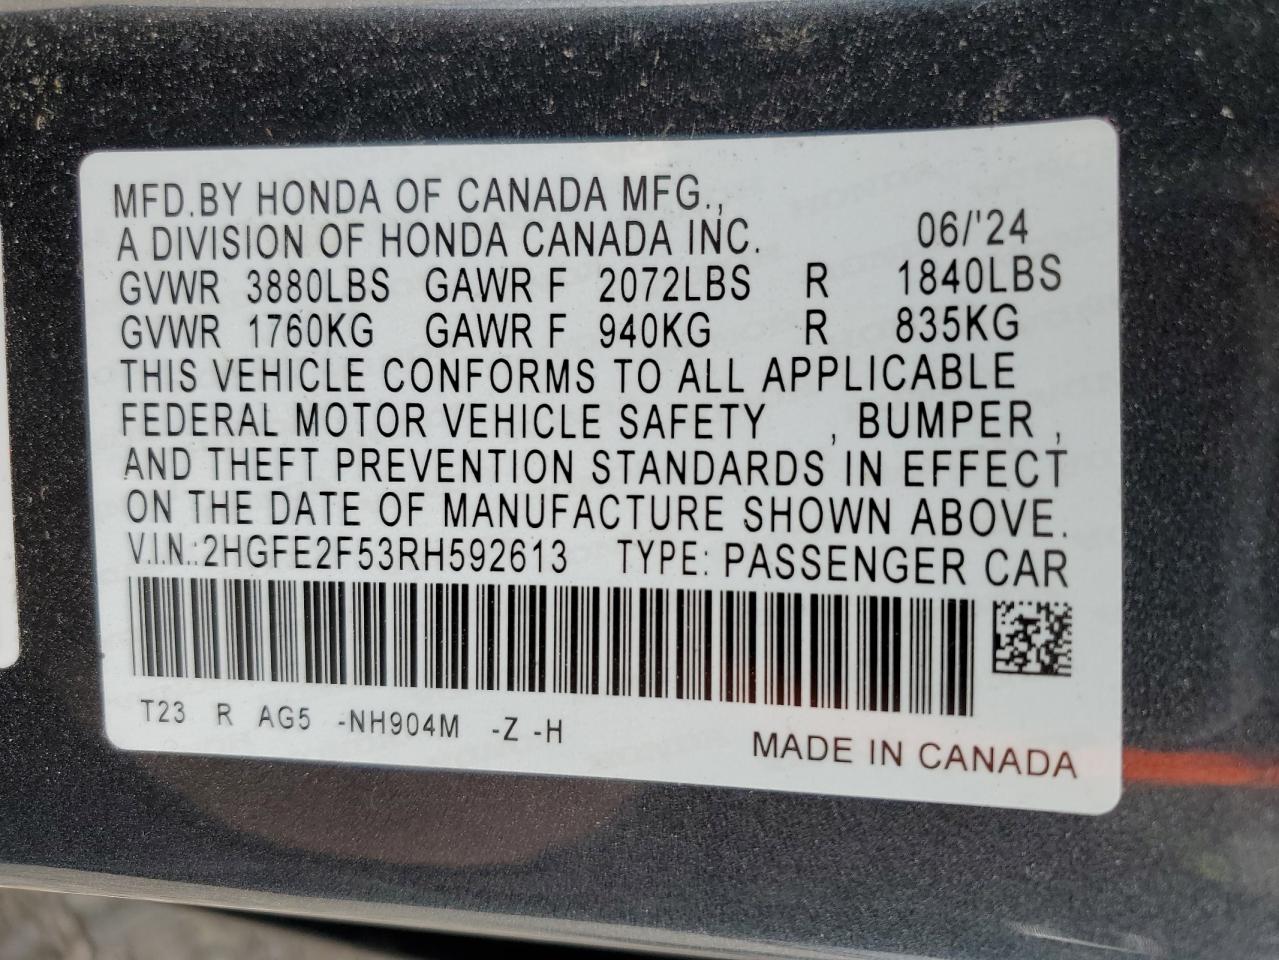 MFD.BY HONDA OF CANADA MFG.,
A DIVISION OF HONDA CANADA INC. 06/'24
GVWR 3880LBS GAWR F 2072LBS R 1840LBS
GVWR 1760KG GAWR F 940KG R 835KG
THIS VEHICLE CONFORMS TO ALL APPLICABLE
FEDERAL MOTOR VEHICLE SAFETY , BUMPER ,
AND THEFT PREVENTION STANDARDS IN EFFECT
ON THE DATE OF MANUFACTURE SHOWN ABOVE.
V.I.N.:2HGFE2F53RH592613 TYPE: PASSENGER CAR
T23 R AG5 -NH904M -Z -H
MADE IN CANADA